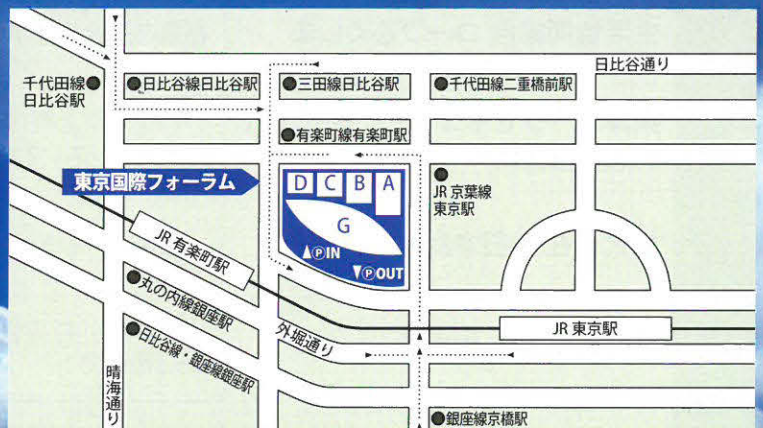 日比谷通り
千代田線
日比谷駅
日比谷線日比谷駅
三田線日比谷駅
千代田線二重橋前駅
有楽町線有楽町駅
東京国際フォーラム
D C B A
G
▲ⓅIN
▼ⓅOUT
JR 京葉線
東京駅
JR 有楽町駅
丸の内線銀座駅
日比谷線・銀座線銀座駅
外堀通り
JR 東京駅
晴海通り
銀座線京橋駅